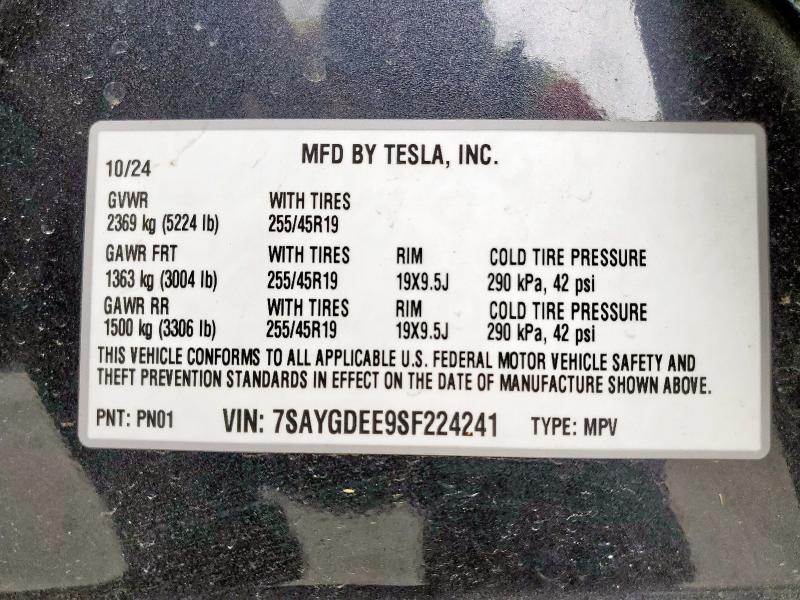 MFD BY TESLA, INC.
10/24
GVWR WITH TIRES
2369 kg (5224 lb) 255/45R19
GAWR FRT WITH TIRES RIM COLD TIRE PRESSURE
1363 kg (3004 lb) 255/45R19 19X9.5J 290 kPa, 42 psi
GAWR RR WITH TIRES RIM COLD TIRE PRESSURE
1500 kg (3306 lb) 255/45R19 19X9.5J 290 kPa, 42 psi
THIS VEHICLE CONFORMS TO ALL APPLICABLE U.S. FEDERAL MOTOR VEHICLE SAFETY AND
THEFT PREVENTION STANDARDS IN EFFECT ON THE DATE OF MANUFACTURE SHOWN ABOVE.
PNT: PN01 VIN: 7SAYGDEE9SF224241 TYPE: MPV